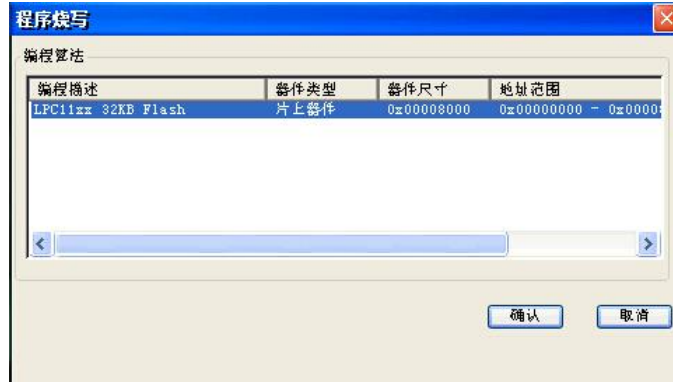 程序烧写
编程算法
编程描述 器件类型 器件尺寸 地址范围
LPC11xx 32KB Flash 片上器件 0x00008000 0x00000000 - 0x0000
确认 取消